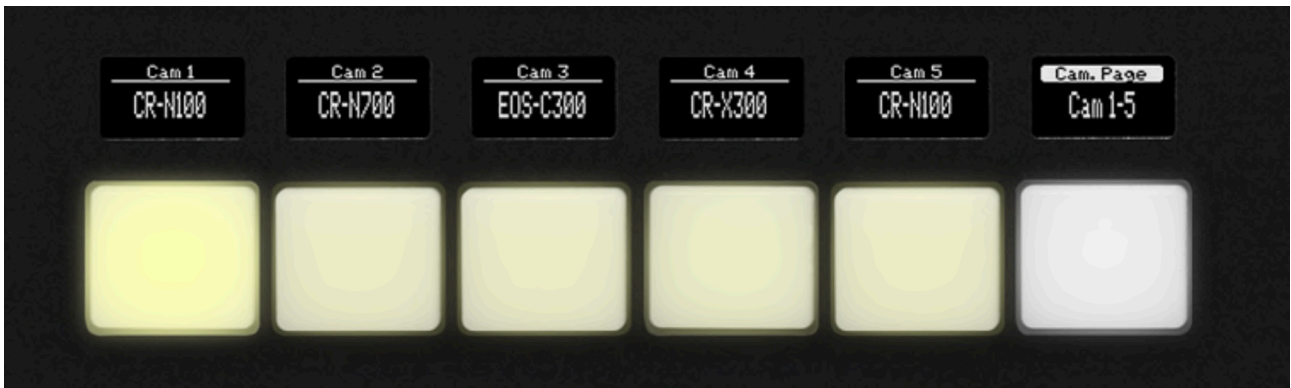 Cam 1
CR-N100
Cam 2
CR-N700
Cam 3
EOS-C300
Cam 4
CR-X300
Cam 5
CR-N100
Cam. Page
Cam 1-5